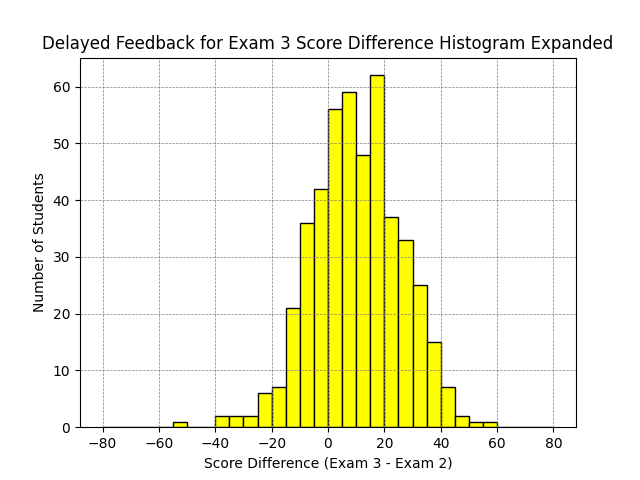 Delayed Feedback for Exam 3 Score Difference Histogram Expanded
60
50
40
30
20
10
0
−80 −60 −40 −20 0 20 40 60 80
Number of Students
Score Difference (Exam 3 - Exam 2)